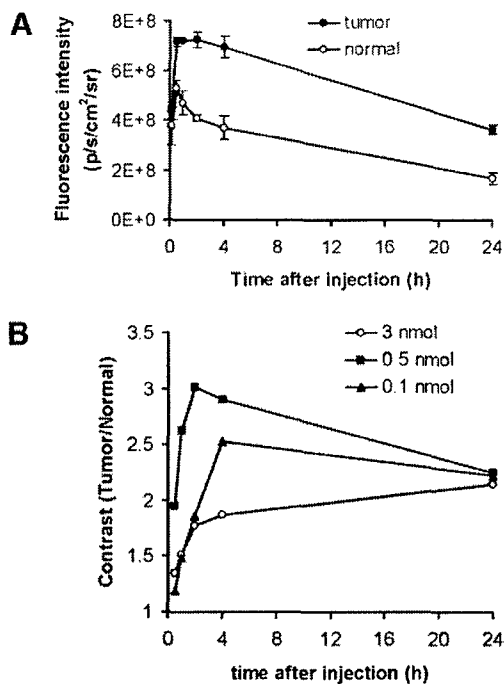 A
tumor
normal
8E+8
6E+8
4E+8
2E+8
0E+0
Fluorescence intensity
(p/s/cm²/sr)
0 4 8 12 16 20 24
Time after injection (h)
B
3 nmol
0 5 nmol
0.1 nmol
3.5
3
2.5
2
1.5
1
Contrast (Tumor/Normal)
0 4 8 12 16 20 24
time after injection (h)